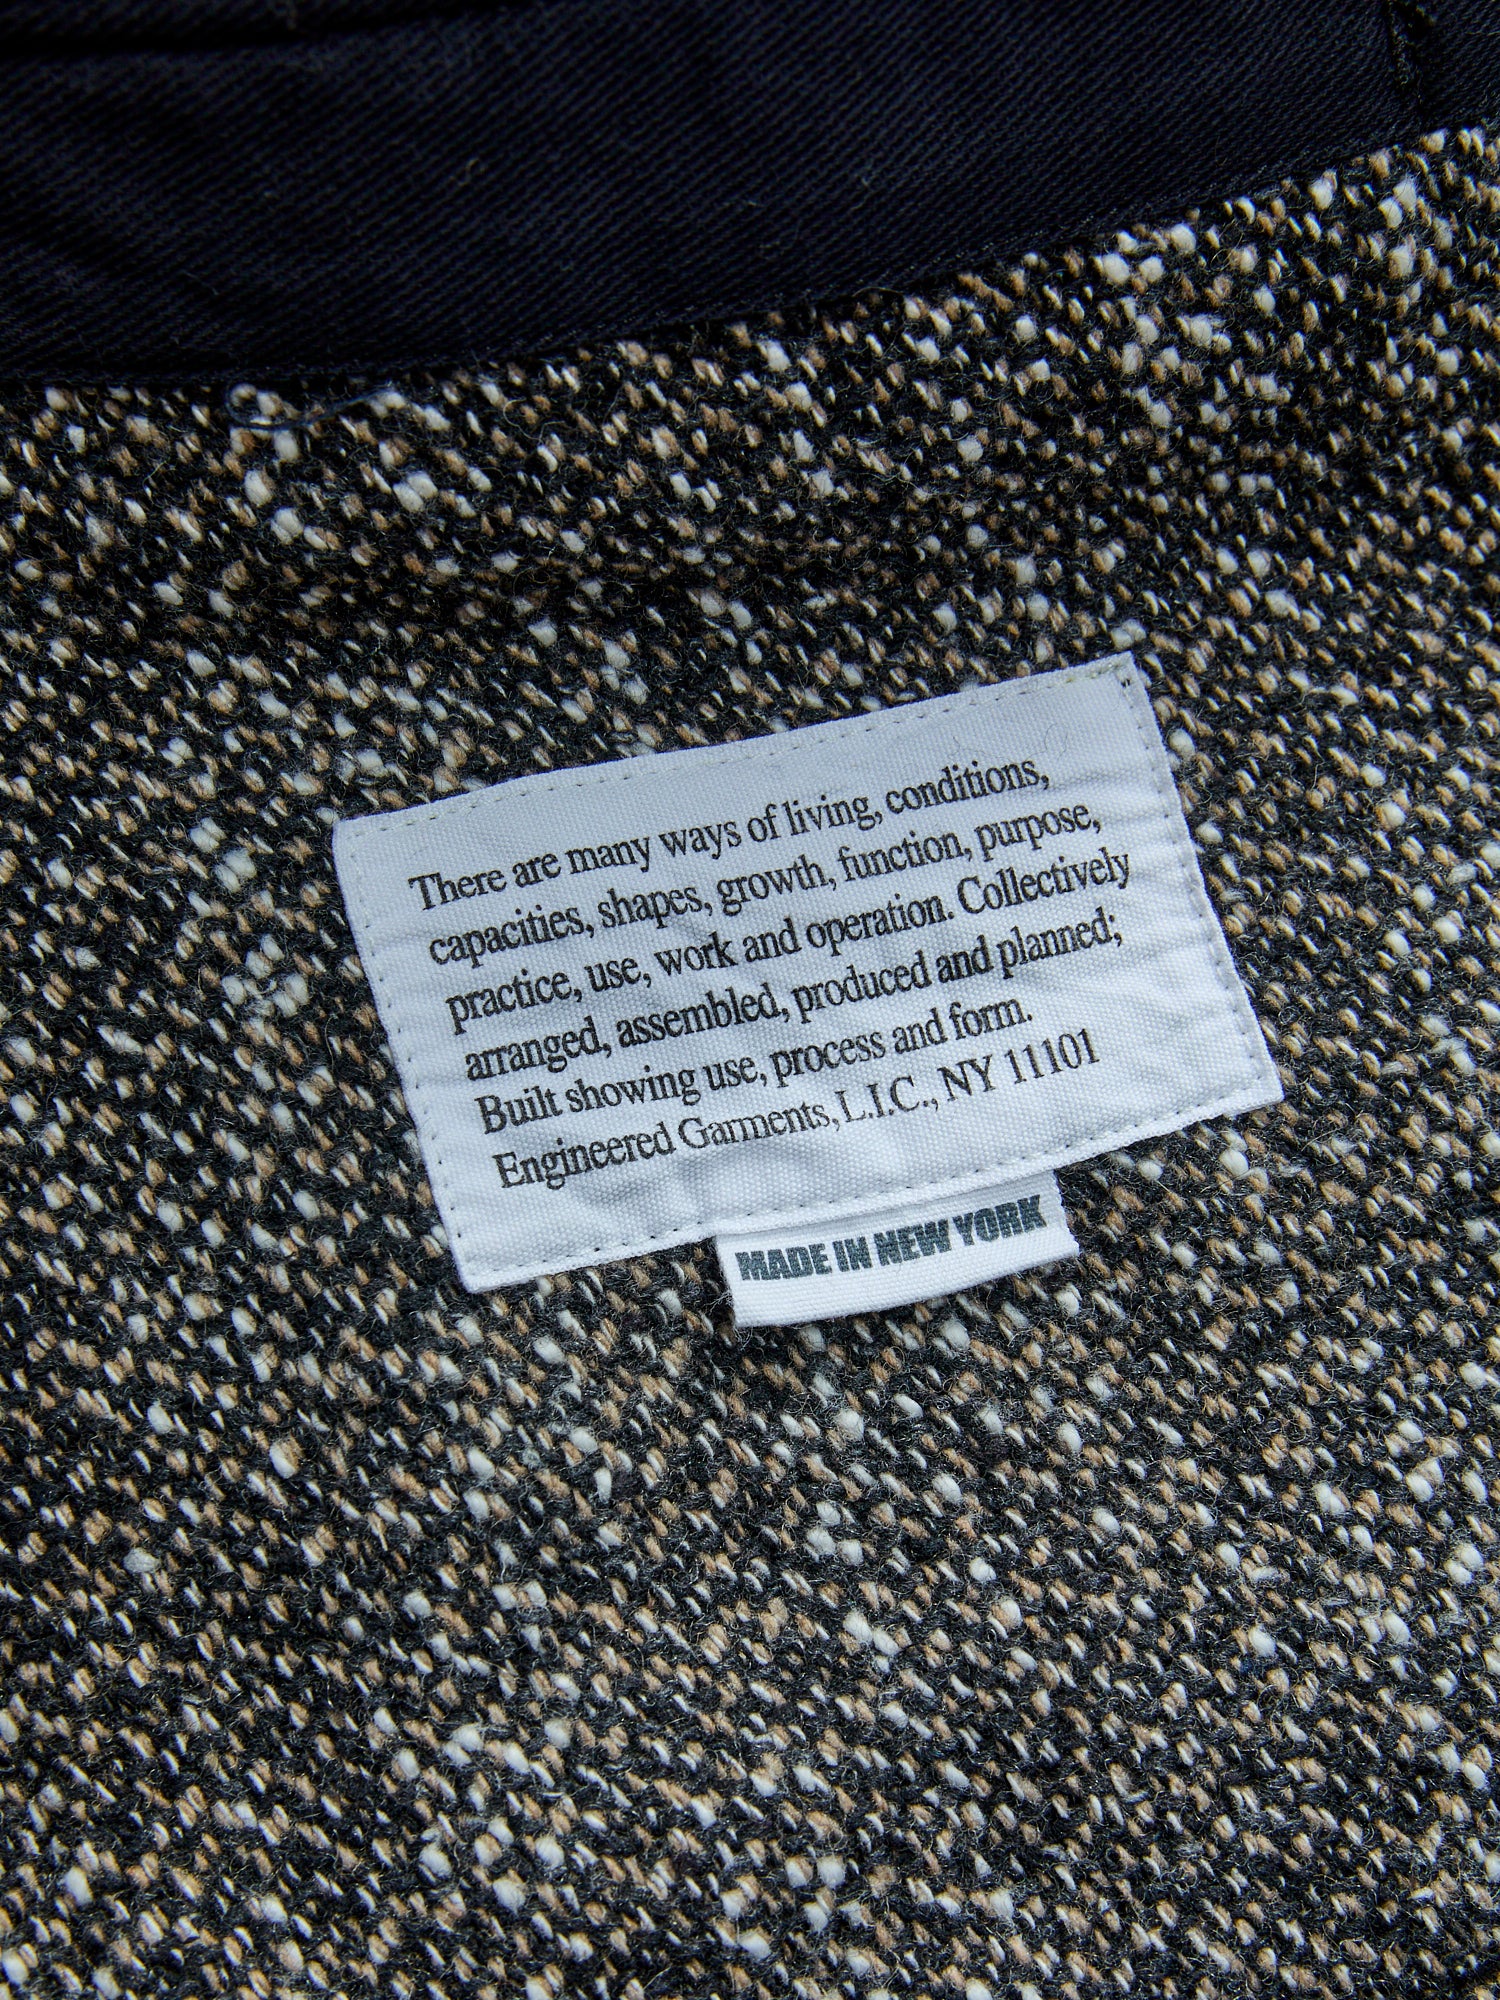 There are many ways of living, conditions,
capacities, shapes, growth, function, purpose,
practice, use, work and operation. Collectively
arranged, assembled, produced and planned;
Built showing use, process and form.
Engineered Garments, L.I.C., NY 11101
MADE IN NEW YORK